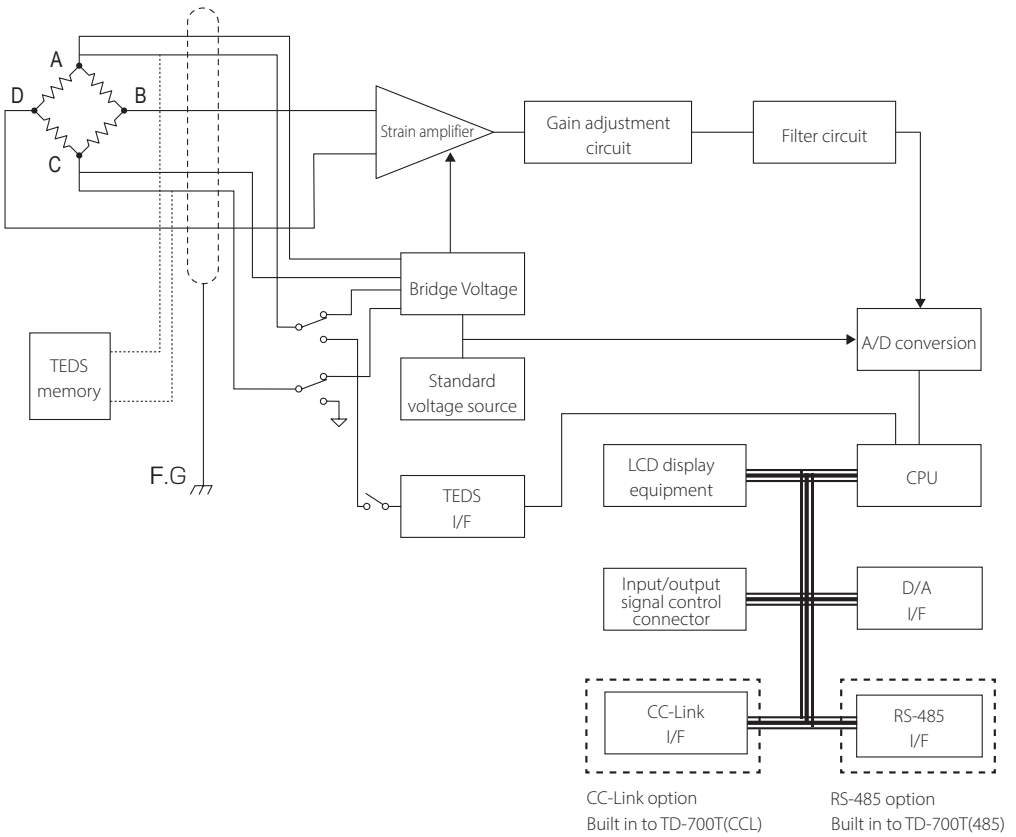 A
D
B
C
Strain amplifier
Gain adjustment
circuit
Filter circuit
Bridge Voltage
A/D conversion
TEDS
memory
Standard
voltage source
F.G
TEDS
I/F
LCD display
equipment
CPU
Input/output
signal control
connector
D/A
I/F
CC-Link
I/F
RS-485
I/F
CC-Link option
Built in to TD-700T(CCL)
RS-485 option
Built in to TD-700T(485)